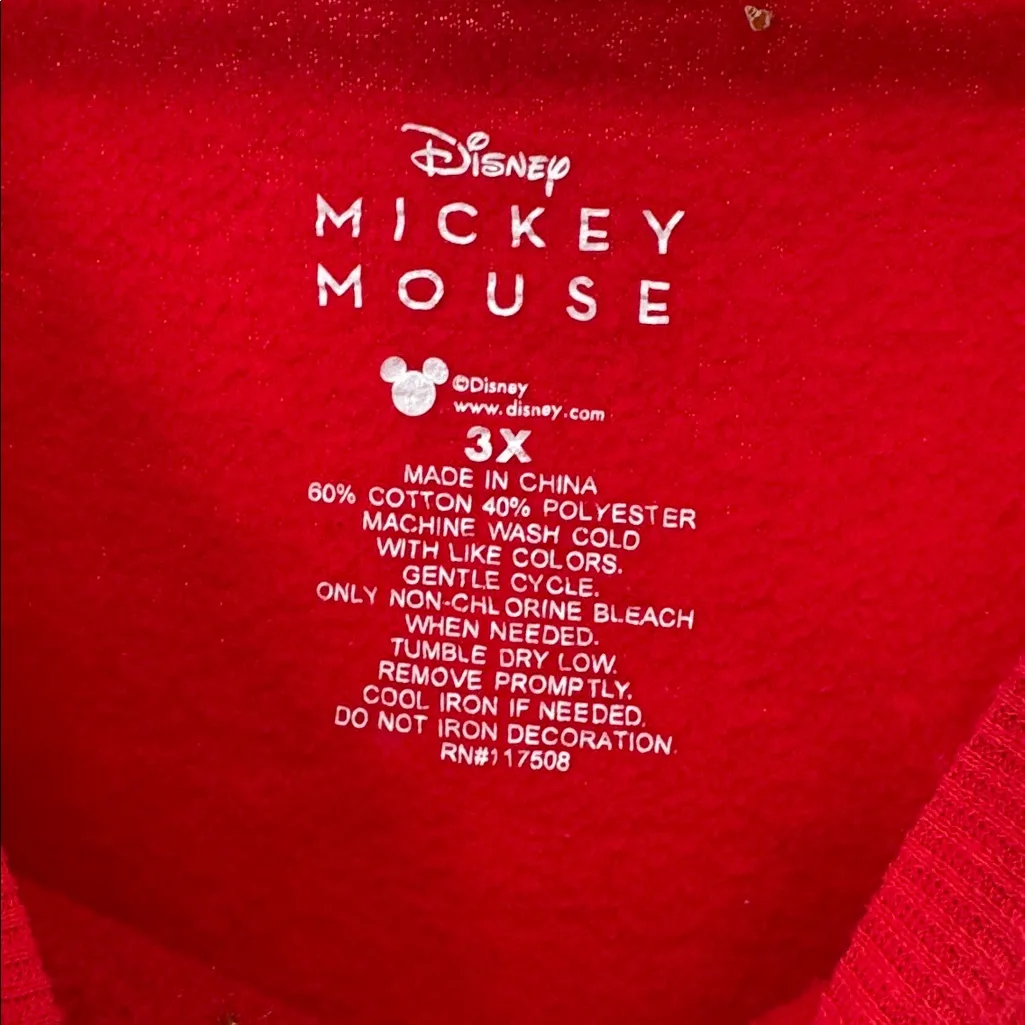 Disney
MICKEY
MOUSE
©Disney
www.disney.com
3X
MADE IN CHINA
60% COTTON 40% POLYESTER
MACHINE WASH COLD
WITH LIKE COLORS.
GENTLE CYCLE.
ONLY NON-CHLORINE BLEACH
WHEN NEEDED.
TUMBLE DRY LOW.
REMOVE PROMPTLY.
COOL IRON IF NEEDED.
DO NOT IRON DECORATION.
RN#117508